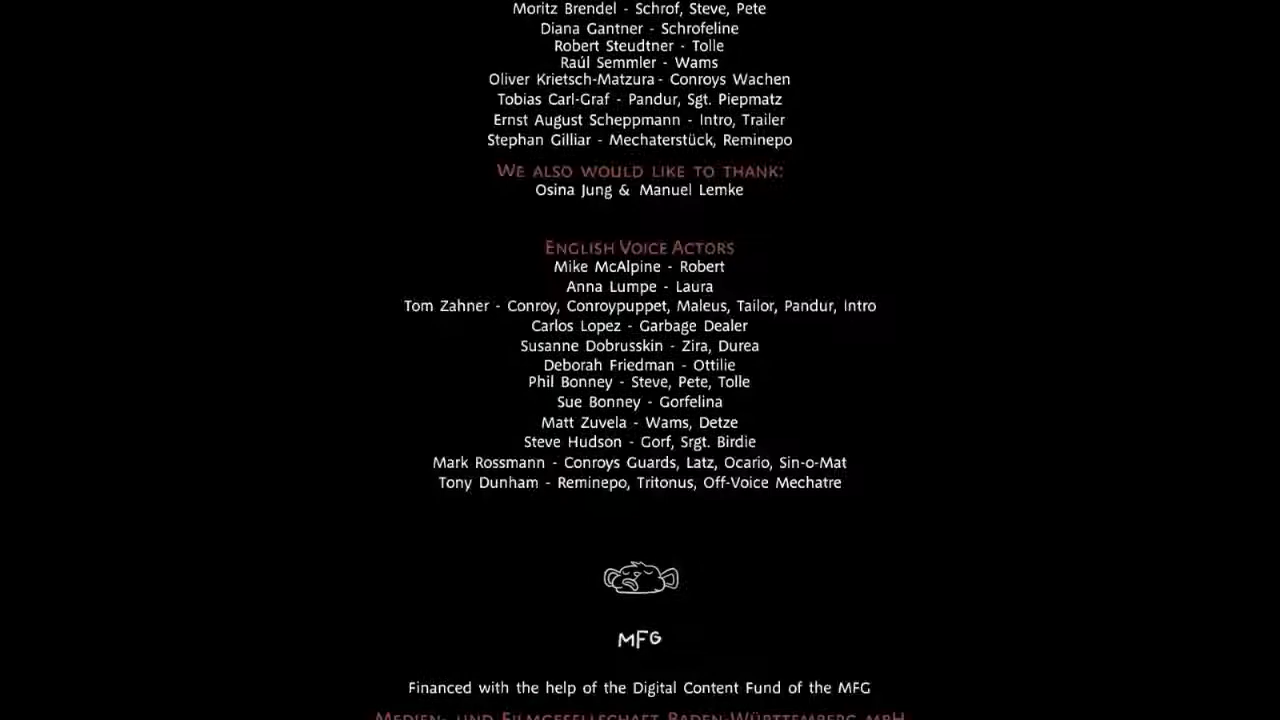 Moritz Brendel - Schrof, Steve, Pete
Diana Gantner - Schrofeline
Robert Steudtner - Tolle
Raúl Semmler - Wams
Oliver Krietsch-Matzura - Conroys Wachen
Tobias Carl-Graf - Pandur, Sgt. Piepmatz
Ernst August Scheppmann - Intro, Trailer
Stephan Gilliar - Mechaterstück, Reminepo
We also would like to thank:
Osina Jung & Manuel Lemke
English Voice Actors
Mike McAlpine - Robert
Anna Lumpe - Laura
Tom Zahner - Conroy, Conroypuppet, Maleus, Tailor, Pandur, Intro
Carlos Lopez - Garbage Dealer
Susanne Dobrusskin - Zira, Durea
Deborah Friedman - Ottilie
Phil Bonney - Steve, Pete, Tolle
Sue Bonney - Gorfelina
Matt Zuvela - Wams, Detze
Steve Hudson - Gorf, Srgt. Birdie
Mark Rossmann - Conroys Guards, Latz, Ocario, Sin-o-Mat
Tony Dunham - Reminepo, Tritonus, Off-Voice Mechatre
MFG
Financed with the help of the Digital Content Fund of the MFG
Medien- und Filmgesellschaft Baden-Württemberg mbH